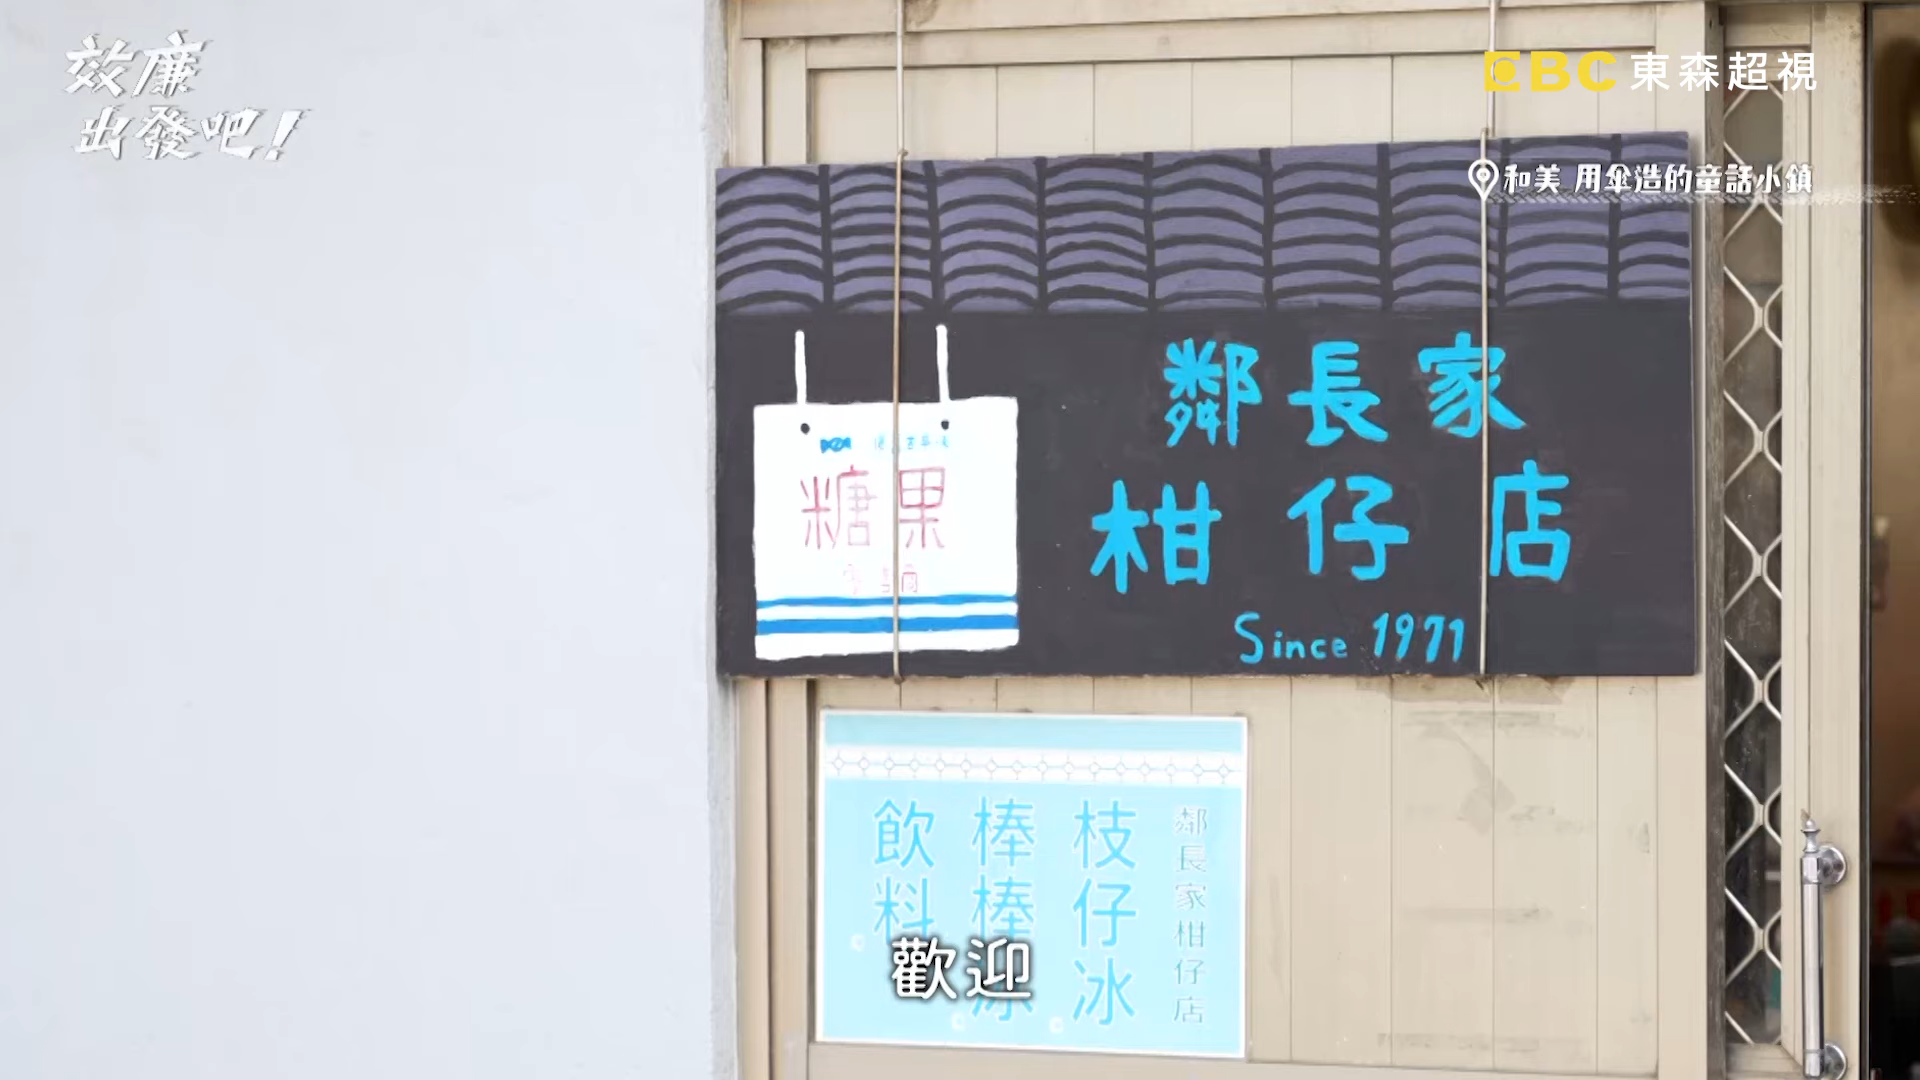 效廉
出發吧!
EBC 東森超視
和美 用傘造的童話小鎮
鄰長家
柑仔店
Since 1971
糖果
鄰長家柑仔店
枝仔冰
棒棒冰
飲料
歡迎